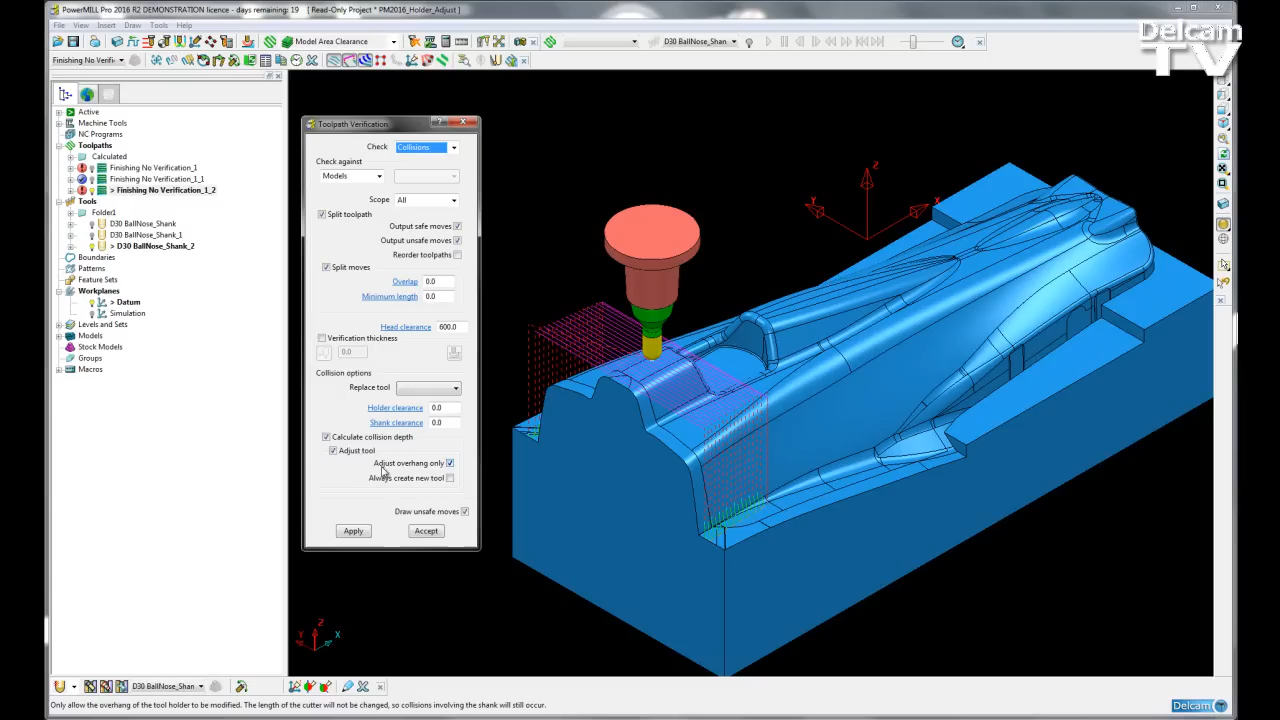 PowerMILL Pro 2016 R2 DEMONSTRATION licence - days remaining: 19 [ Read-Only Project * PM2016_Holder_Adjust ]
Delcam
TV
File View Insert Draw Tools Help
Model Area Clearance
D30 BallNose_Shan
Finishing No Verifi
Active
Machine Tools
NC Programs
Toolpaths
Calculated
Finishing No Verification_1
Finishing No Verification_1_1
> Finishing No Verification_1_2
Tools
Folder1
D30 BallNose_Shank
D30 BallNose_Shank_1
> D30 BallNose_Shank_2
Boundaries
Patterns
Feature Sets
Workplanes
> Datum
Simulation
Levels and Sets
Models
Stock Models
Groups
Macros
Toolpath Verification
Check Collisions
Check against
Models
Scope All
Split toolpath
Output safe moves
Output unsafe moves
Reorder toolpaths
Split moves
Overlap 0.0
Minimum length 0.0
Head clearance 600.0
Verification thickness
0.0
Collision options
Replace tool
Holder clearance 0.0
Shank clearance 0.0
Calculate collision depth
Adjust tool
Adjust overhang only
Always create new tool
Draw unsafe moves
Apply Accept
Z
Y X
Z
Y X
D30 BallNose_Shan
Only allow the overhang of the tool holder to be modified. The length of the cutter will not be changed, so collisions involving the shank will still occur.
Delcam